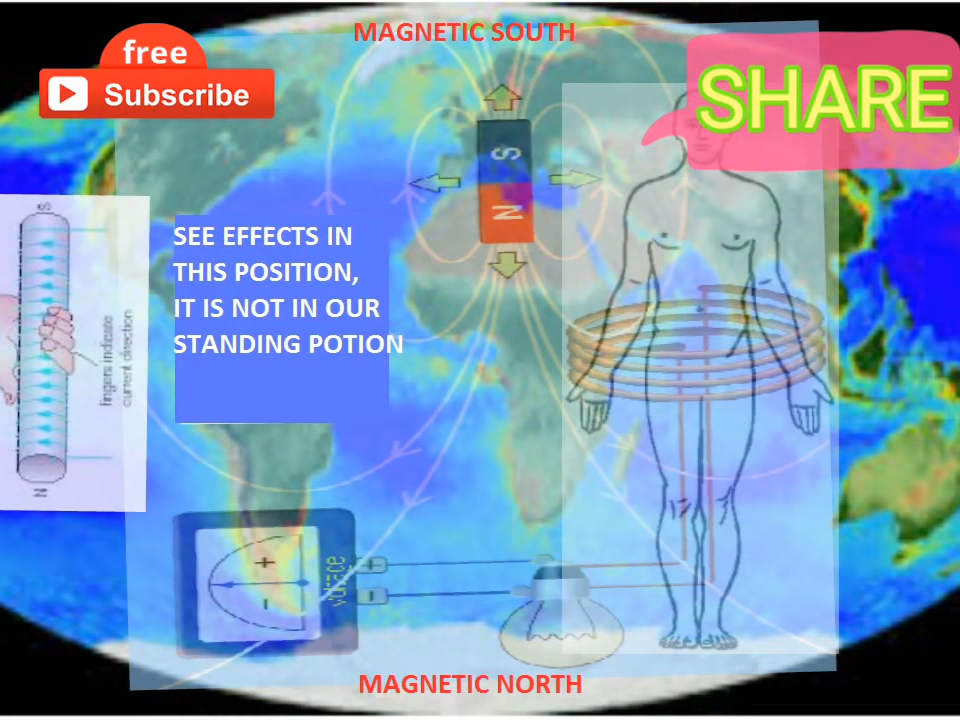 MAGNETIC SOUTH
free
Subscribe
SHARE
S
N
S
SEE EFFECTS IN
THIS POSITION,
IT IS NOT IN OUR
STANDING POTION
fingers indicate
current direction
N
+
-
voltage
+
-
MAGNETIC NORTH